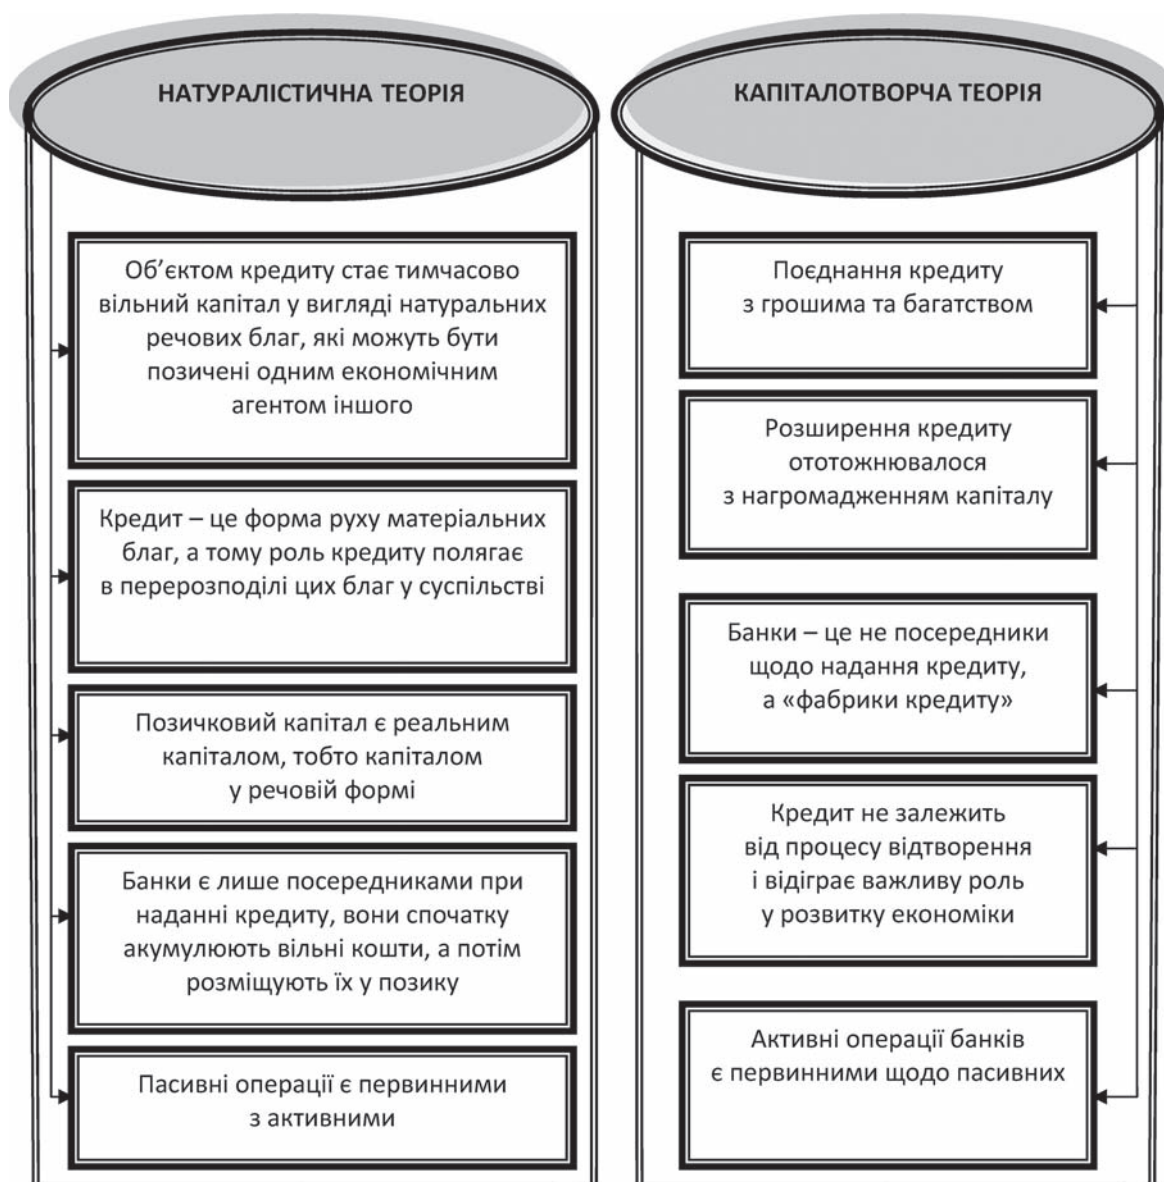 НАТУРАЛІСТИЧНА ТЕОРІЯ
Об’єктом кредиту стає тимчасово
вільний капітал у вигляді натуральних
речових благ, які можуть бути
позичені одним економічним
агентом іншого
Кредит – це форма руху матеріальних
благ, а тому роль кредиту полягає
в перерозподілі цих благ у суспільстві
Позичковий капітал є реальним
капіталом, тобто капіталом
у речовій формі
Банки є лише посередниками при
наданні кредиту, вони спочатку
акумулюють вільні кошти, а потім
розміщують їх у позику
Пасивні операції є первинними
з активними
КАПІТАЛОТВОРЧА ТЕОРІЯ
Поєднання кредиту
з грошима та багатством
Розширення кредиту
ототожнювалося
з нагромадженням капіталу
Банки – це не посередники
щодо надання кредиту,
а «фабрики кредиту»
Кредит не залежить
від процесу відтворення
і відіграє важливу роль
у розвитку економіки
Активні операції банків
є первинними щодо пасивних